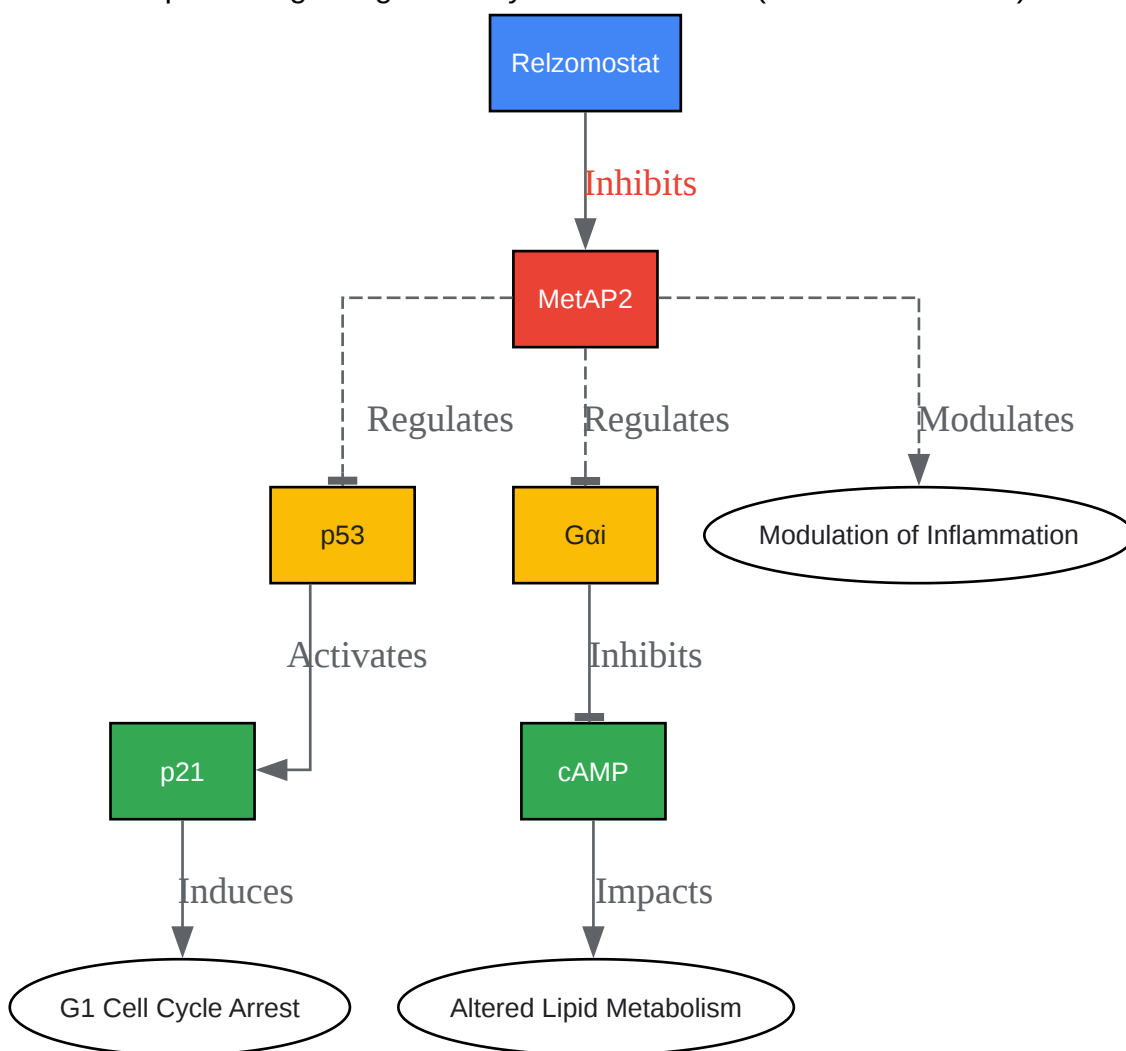 Relzomostat
Inhibits
MetAP2
Regulates
Regulates
Modulates
p53
Gαi
Modulation of Inflammation
Activates
Inhibits
p21
cAMP
Induces
Impacts
G1 Cell Cycle Arrest
Altered Lipid Metabolism